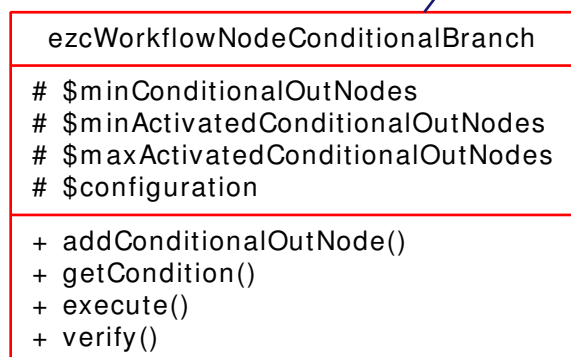 ezcWorkflowNodeConditionalBranch
# $minConditionalOutNodes
# $minActivatedConditionalOutNodes
# $maxActivatedConditionalOutNodes
# $configuration
+ addConditionalOutNode()
+ getCondition()
+ execute()
+ verify()